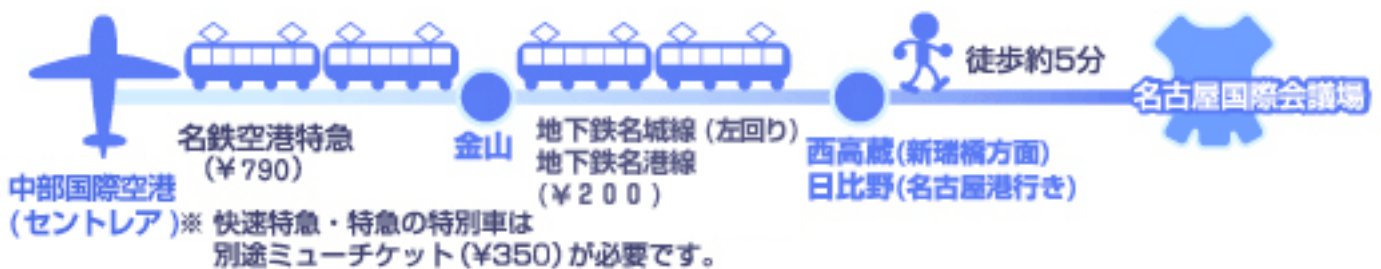 徒歩約5分
名古屋国際会議場
名鉄空港特急
(¥790)
金山
地下鉄名城線 (左回り)
地下鉄名港線
(¥200)
西高蔵(新瑞橋方面)
日比野(名古屋港行き)
中部国際空港
(セントレア)
※ 快速特急・特急の特別車は
別途ミューチケット(¥350)が必要です。